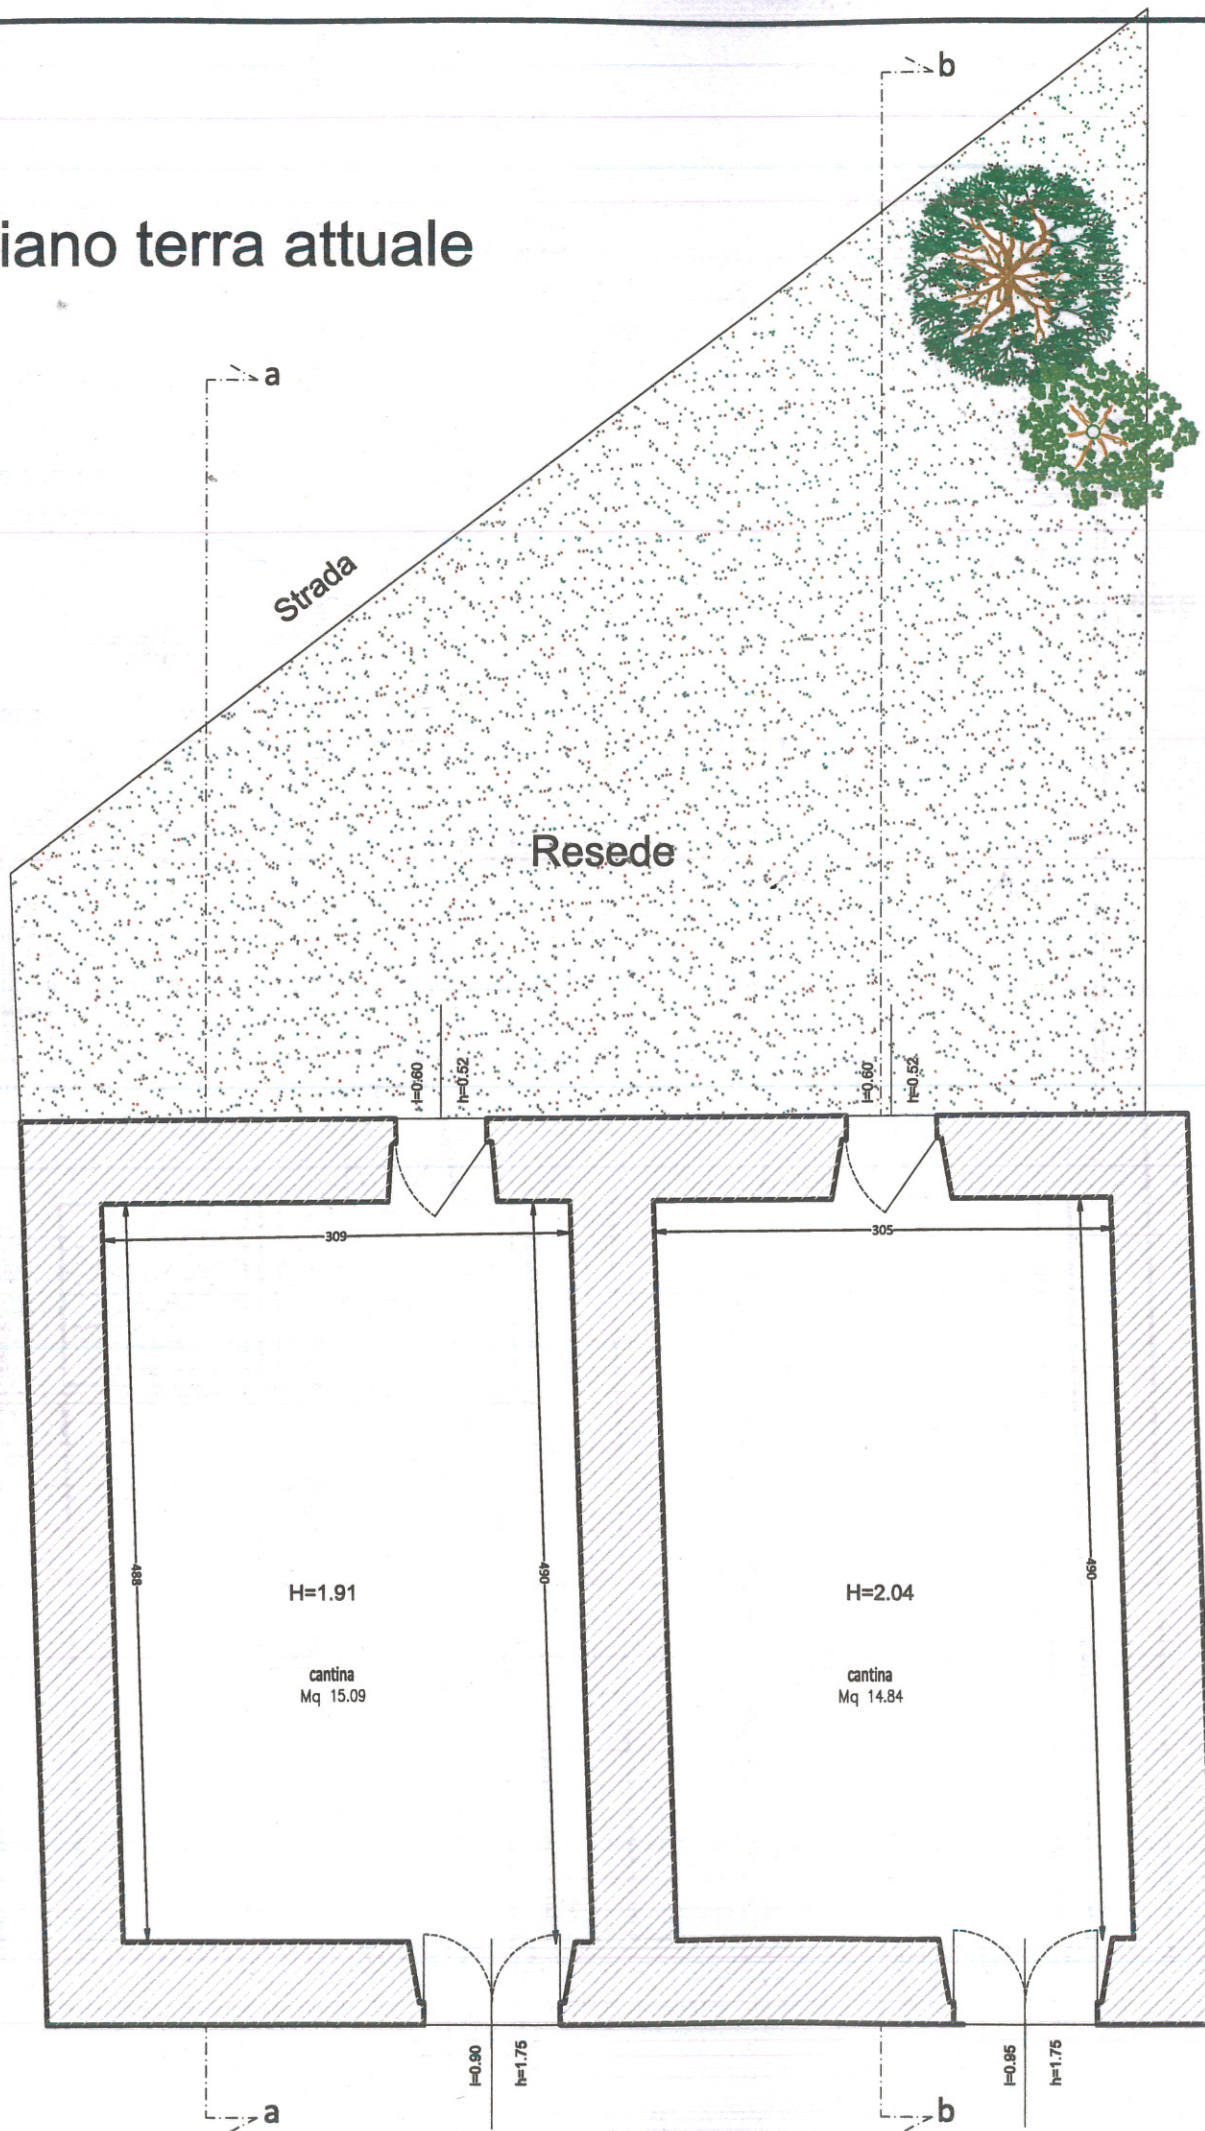 b
iano terra attuale
a
Strada
Resede
l=0.60
h=0.52
l=0.60
h=0.52
309
305
488
490
490
H=1.91
H=2.04
cantina
Mq 15.09
cantina
Mq 14.84
l=0.90
h=1.75
l=0.95
h=1.75
a
b